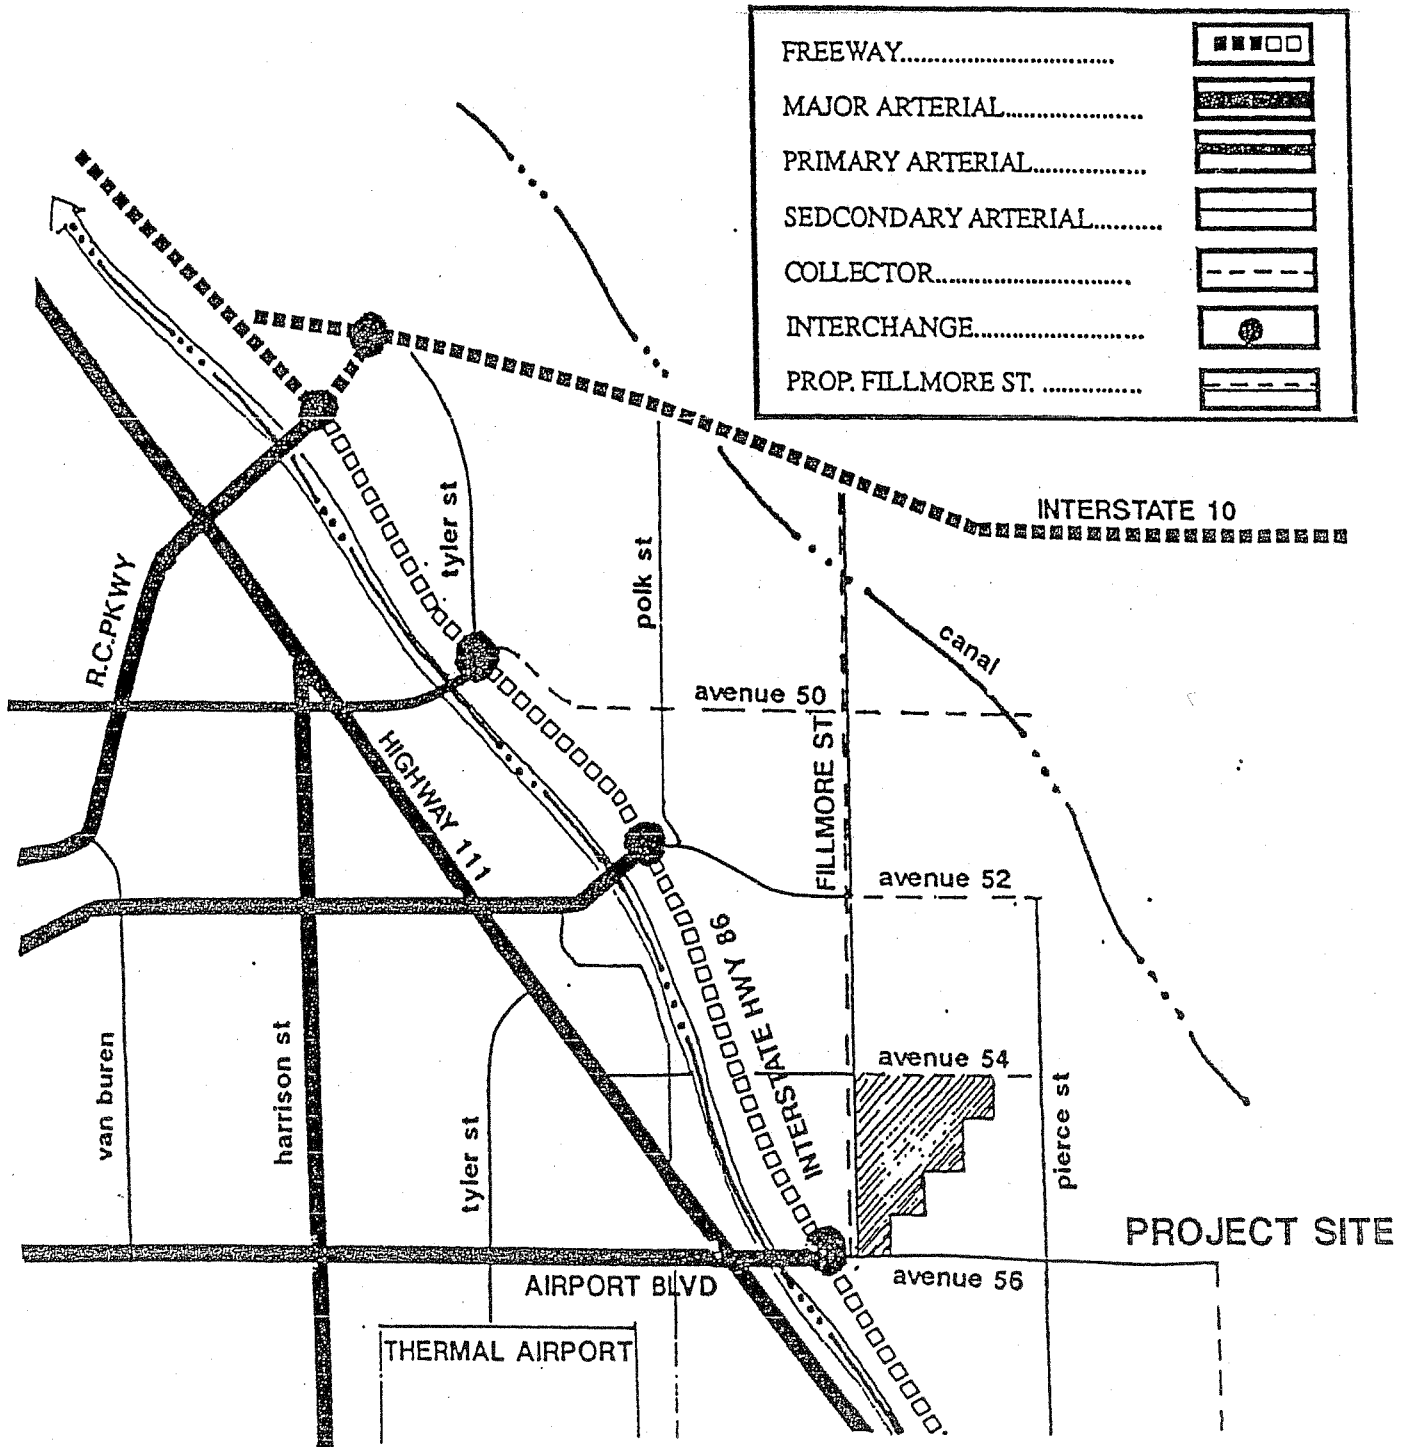 FREEWAY..............................
MAJOR ARTERIAL.....................
PRIMARY ARTERIAL.................
SEDCONDARY ARTERIAL..........
COLLECTOR..............................
INTERCHANGE..........................
PROP. FILLMORE ST. ...............
INTERSTATE 10
tyler st
polk st
R.C.PKWY
canal
avenue 50
FILLMORE ST
HIGHWAY 111
avenue 52
INTERSTATE HWY 86
van buren
harrison st
tyler st
avenue 54
pierce st
PROJECT SITE
avenue 56
AIRPORT BLVD
THERMAL AIRPORT